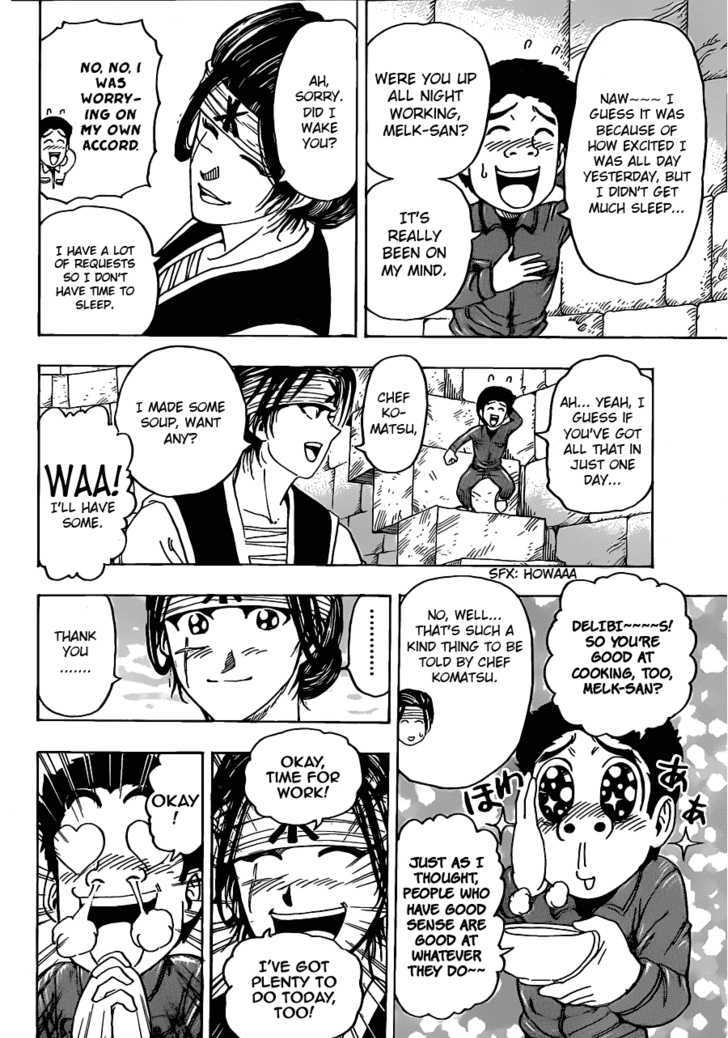 NAW~~~ I
GUESS IT WAS
BECAUSE OF
HOW EXCITED I
WAS ALL DAY
YESTERDAY, BUT
I DIDN'T GET
MUCH SLEEP...
WERE YOU UP
ALL NIGHT
WORKING,
MELK-SAN?
IT'S
REALLY
BEEN ON
MY MIND.
AH,
SORRY.
DID I
WAKE
YOU?
NO, NO, I
WAS
WORRY-
ING ON
MY OWN
ACCORD.
I HAVE A LOT
OF REQUESTS
SO I DON'T
HAVE TIME TO
SLEEP.
AH... YEAH, I
GUESS IF
YOU'VE GOT
ALL THAT IN
JUST ONE
DAY...
CHEF
KO-
MATSU,
I MADE SOME
SOUP, WANT
ANY?
WAA!
I'LL HAVE
SOME.
SFX: HOWAAA
DELIBI~~~~S!
SO YOU'RE
GOOD AT
COOKING, TOO,
MELK-SAN?
NO, WELL...
THAT'S SUCH A
KIND THING TO BE
TOLD BY CHEF
KOMATSU.
ほわ
ああ
JUST AS I
THOUGHT,
PEOPLE WHO
HAVE GOOD
SENSE ARE
GOOD AT
WHATEVER
THEY DO~~
.........
THANK
YOU
.......
OKAY,
TIME FOR
WORK!
I'VE GOT
PLENTY TO
DO TODAY,
TOO!
OKAY
!